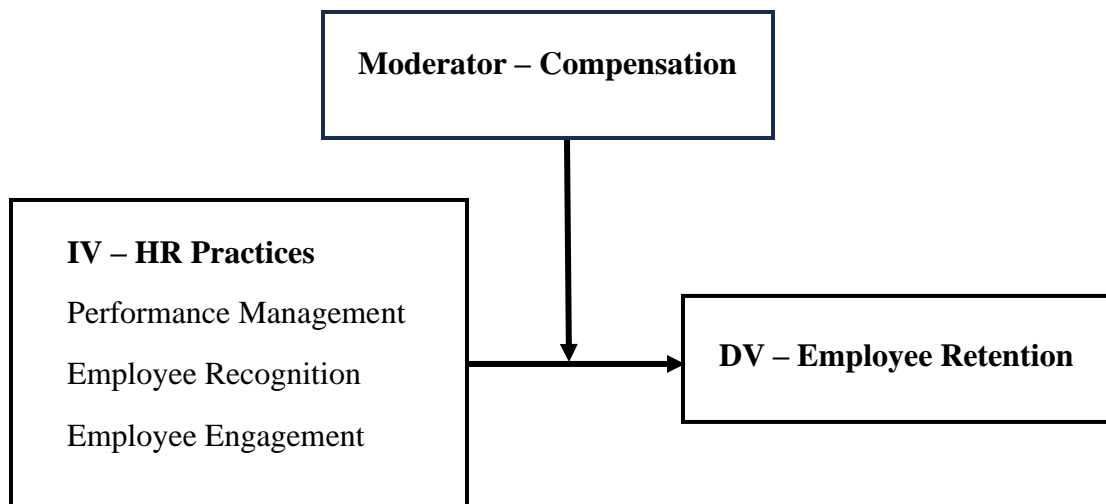 Moderator – Compensation
IV – HR Practices
Performance Management
Employee Recognition
Employee Engagement
DV – Employee Retention